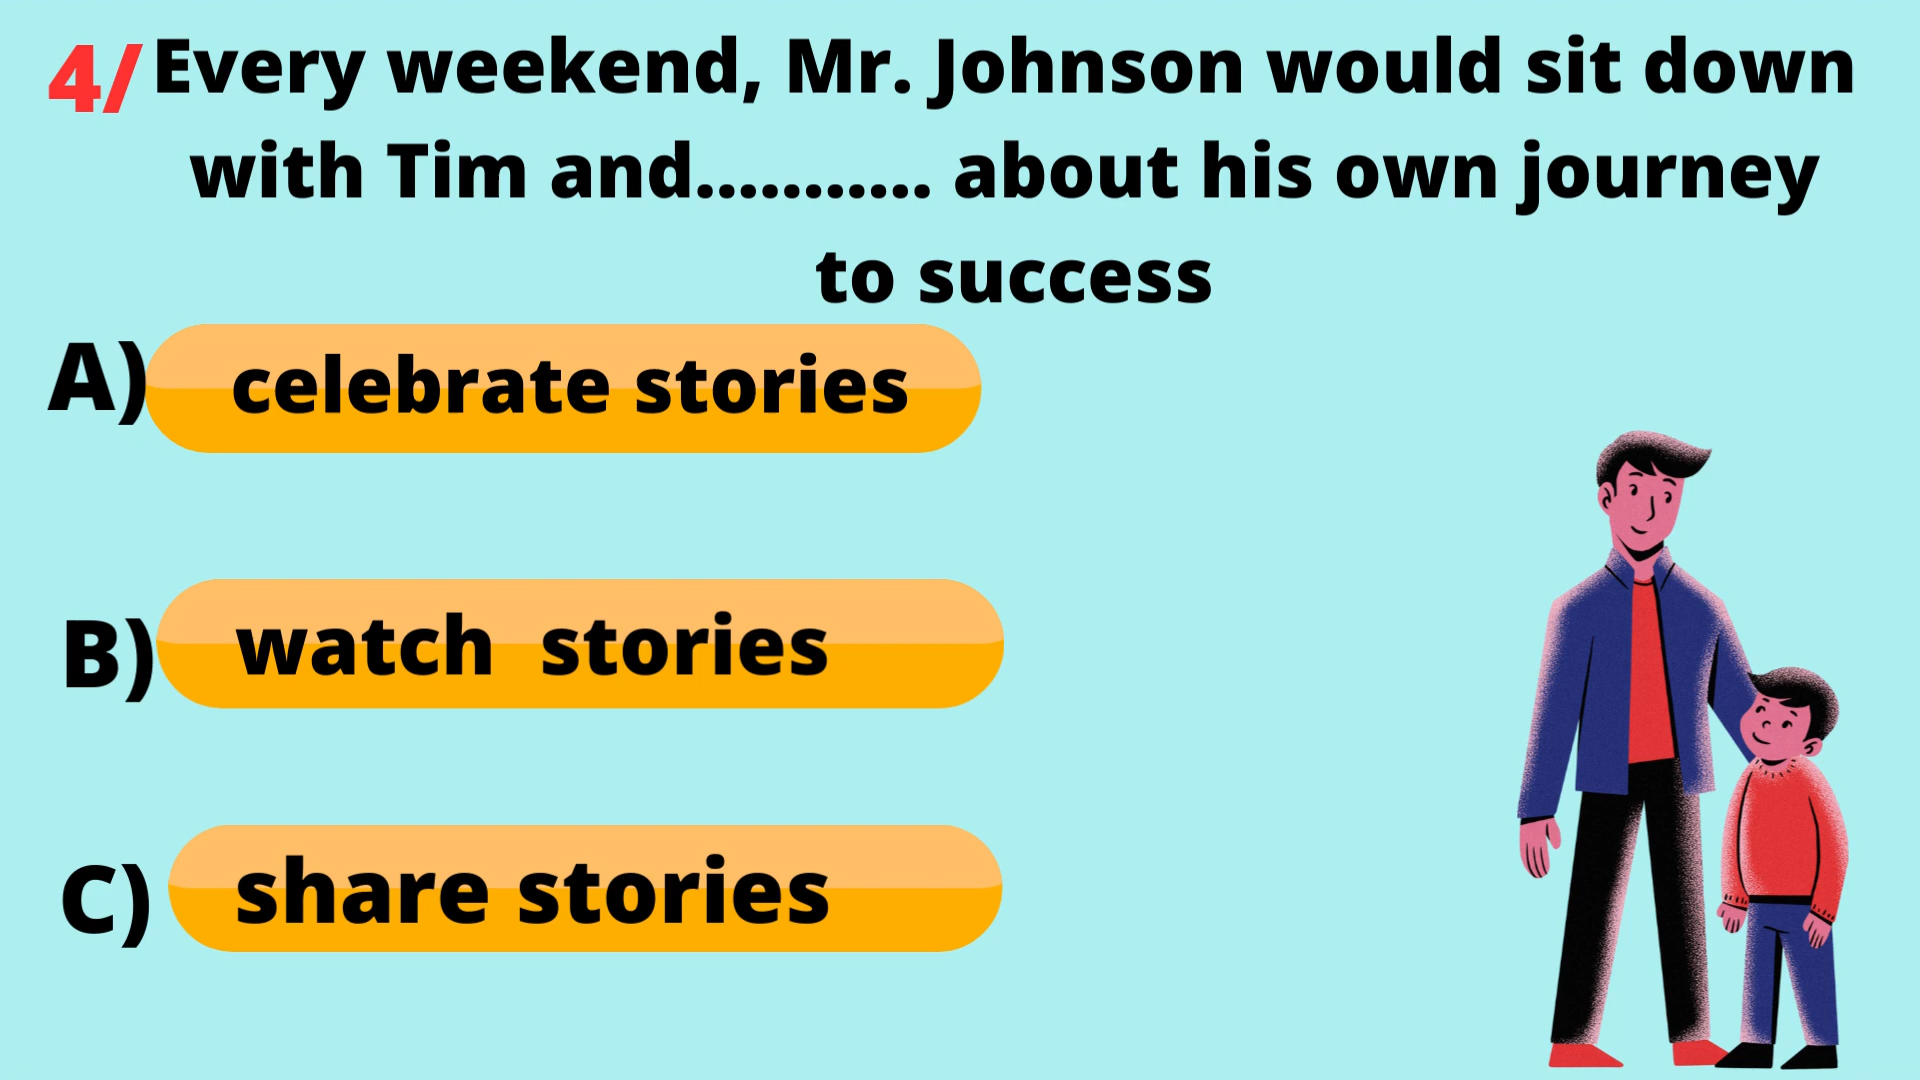 4/ Every weekend, Mr. Johnson would sit down
with Tim and........... about his own journey
to success
A) celebrate stories
B) watch stories
C) share stories